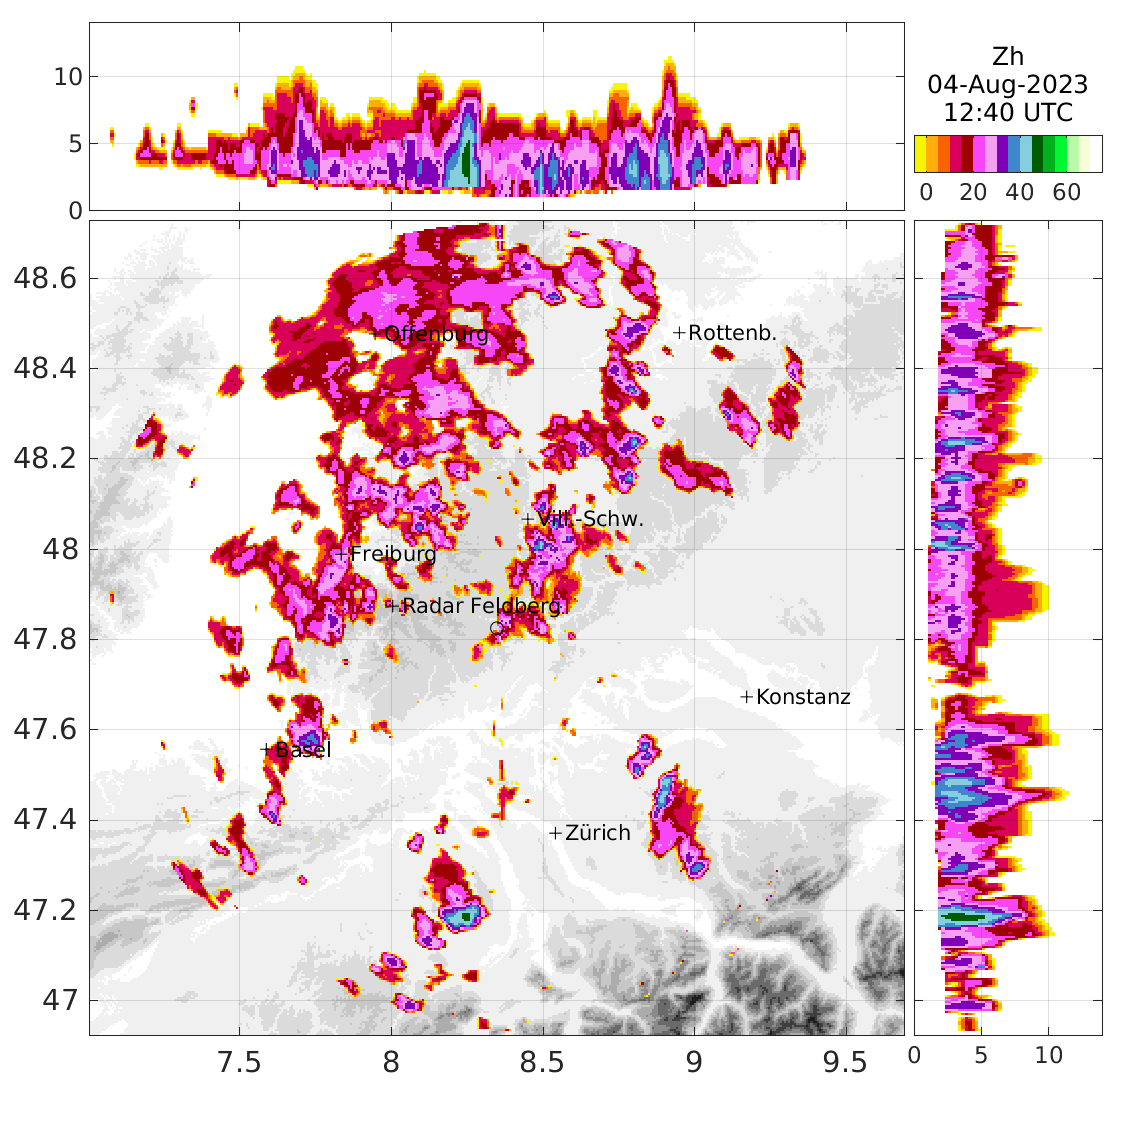 10
5
0
Zh
04-Aug-2023
12:40 UTC
0 20 40 60
48.6
48.4
48.2
48
47.8
47.6
47.4
47.2
47
Offenburg
Rottenb.
Vill.-Schw.
Freiburg
Radar Feldberg
Konstanz
Basel
Zürich
7.5 8 8.5 9 9.5
0 5 10